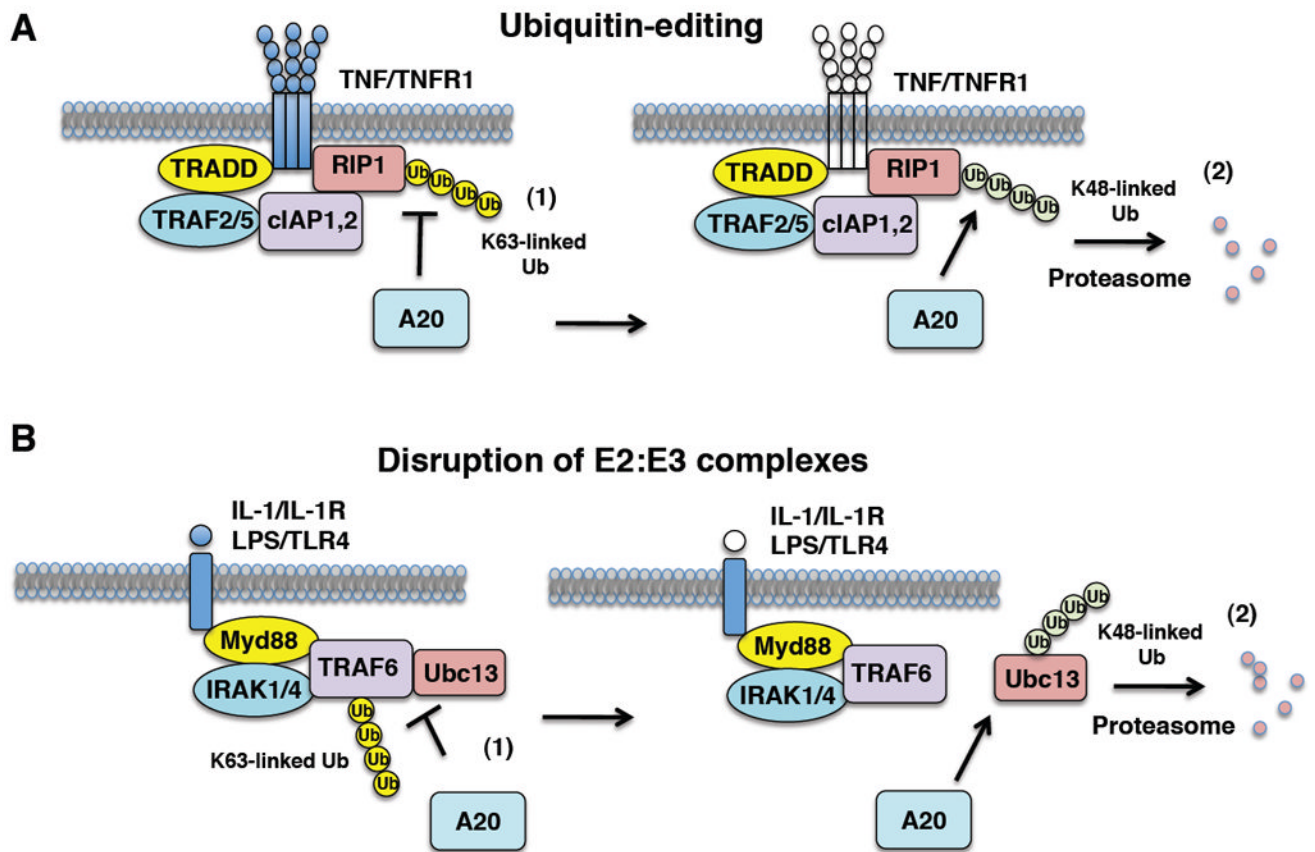 A
Ubiquitin-editing
TNF/TNFR1
TRADD
RIP1
Ub
Ub
Ub
Ub
TRAF2/5
cIAP1,2
(1)
K63-linked
Ub
A20
TNF/TNFR1
TRADD
RIP1
Ub
Ub
Ub
Ub
TRAF2/5
cIAP1,2
K48-linked
Ub
(2)
Proteasome
A20
B
Disruption of E2:E3 complexes
IL-1/IL-1R
LPS/TLR4
Myd88
TRAF6
Ubc13
IRAK1/4
Ub
Ub
Ub
Ub
K63-linked Ub
(1)
A20
IL-1/IL-1R
LPS/TLR4
Myd88
TRAF6
IRAK1/4
Ub
Ub
Ub
Ub
Ubc13
K48-linked
Ub
(2)
Proteasome
A20